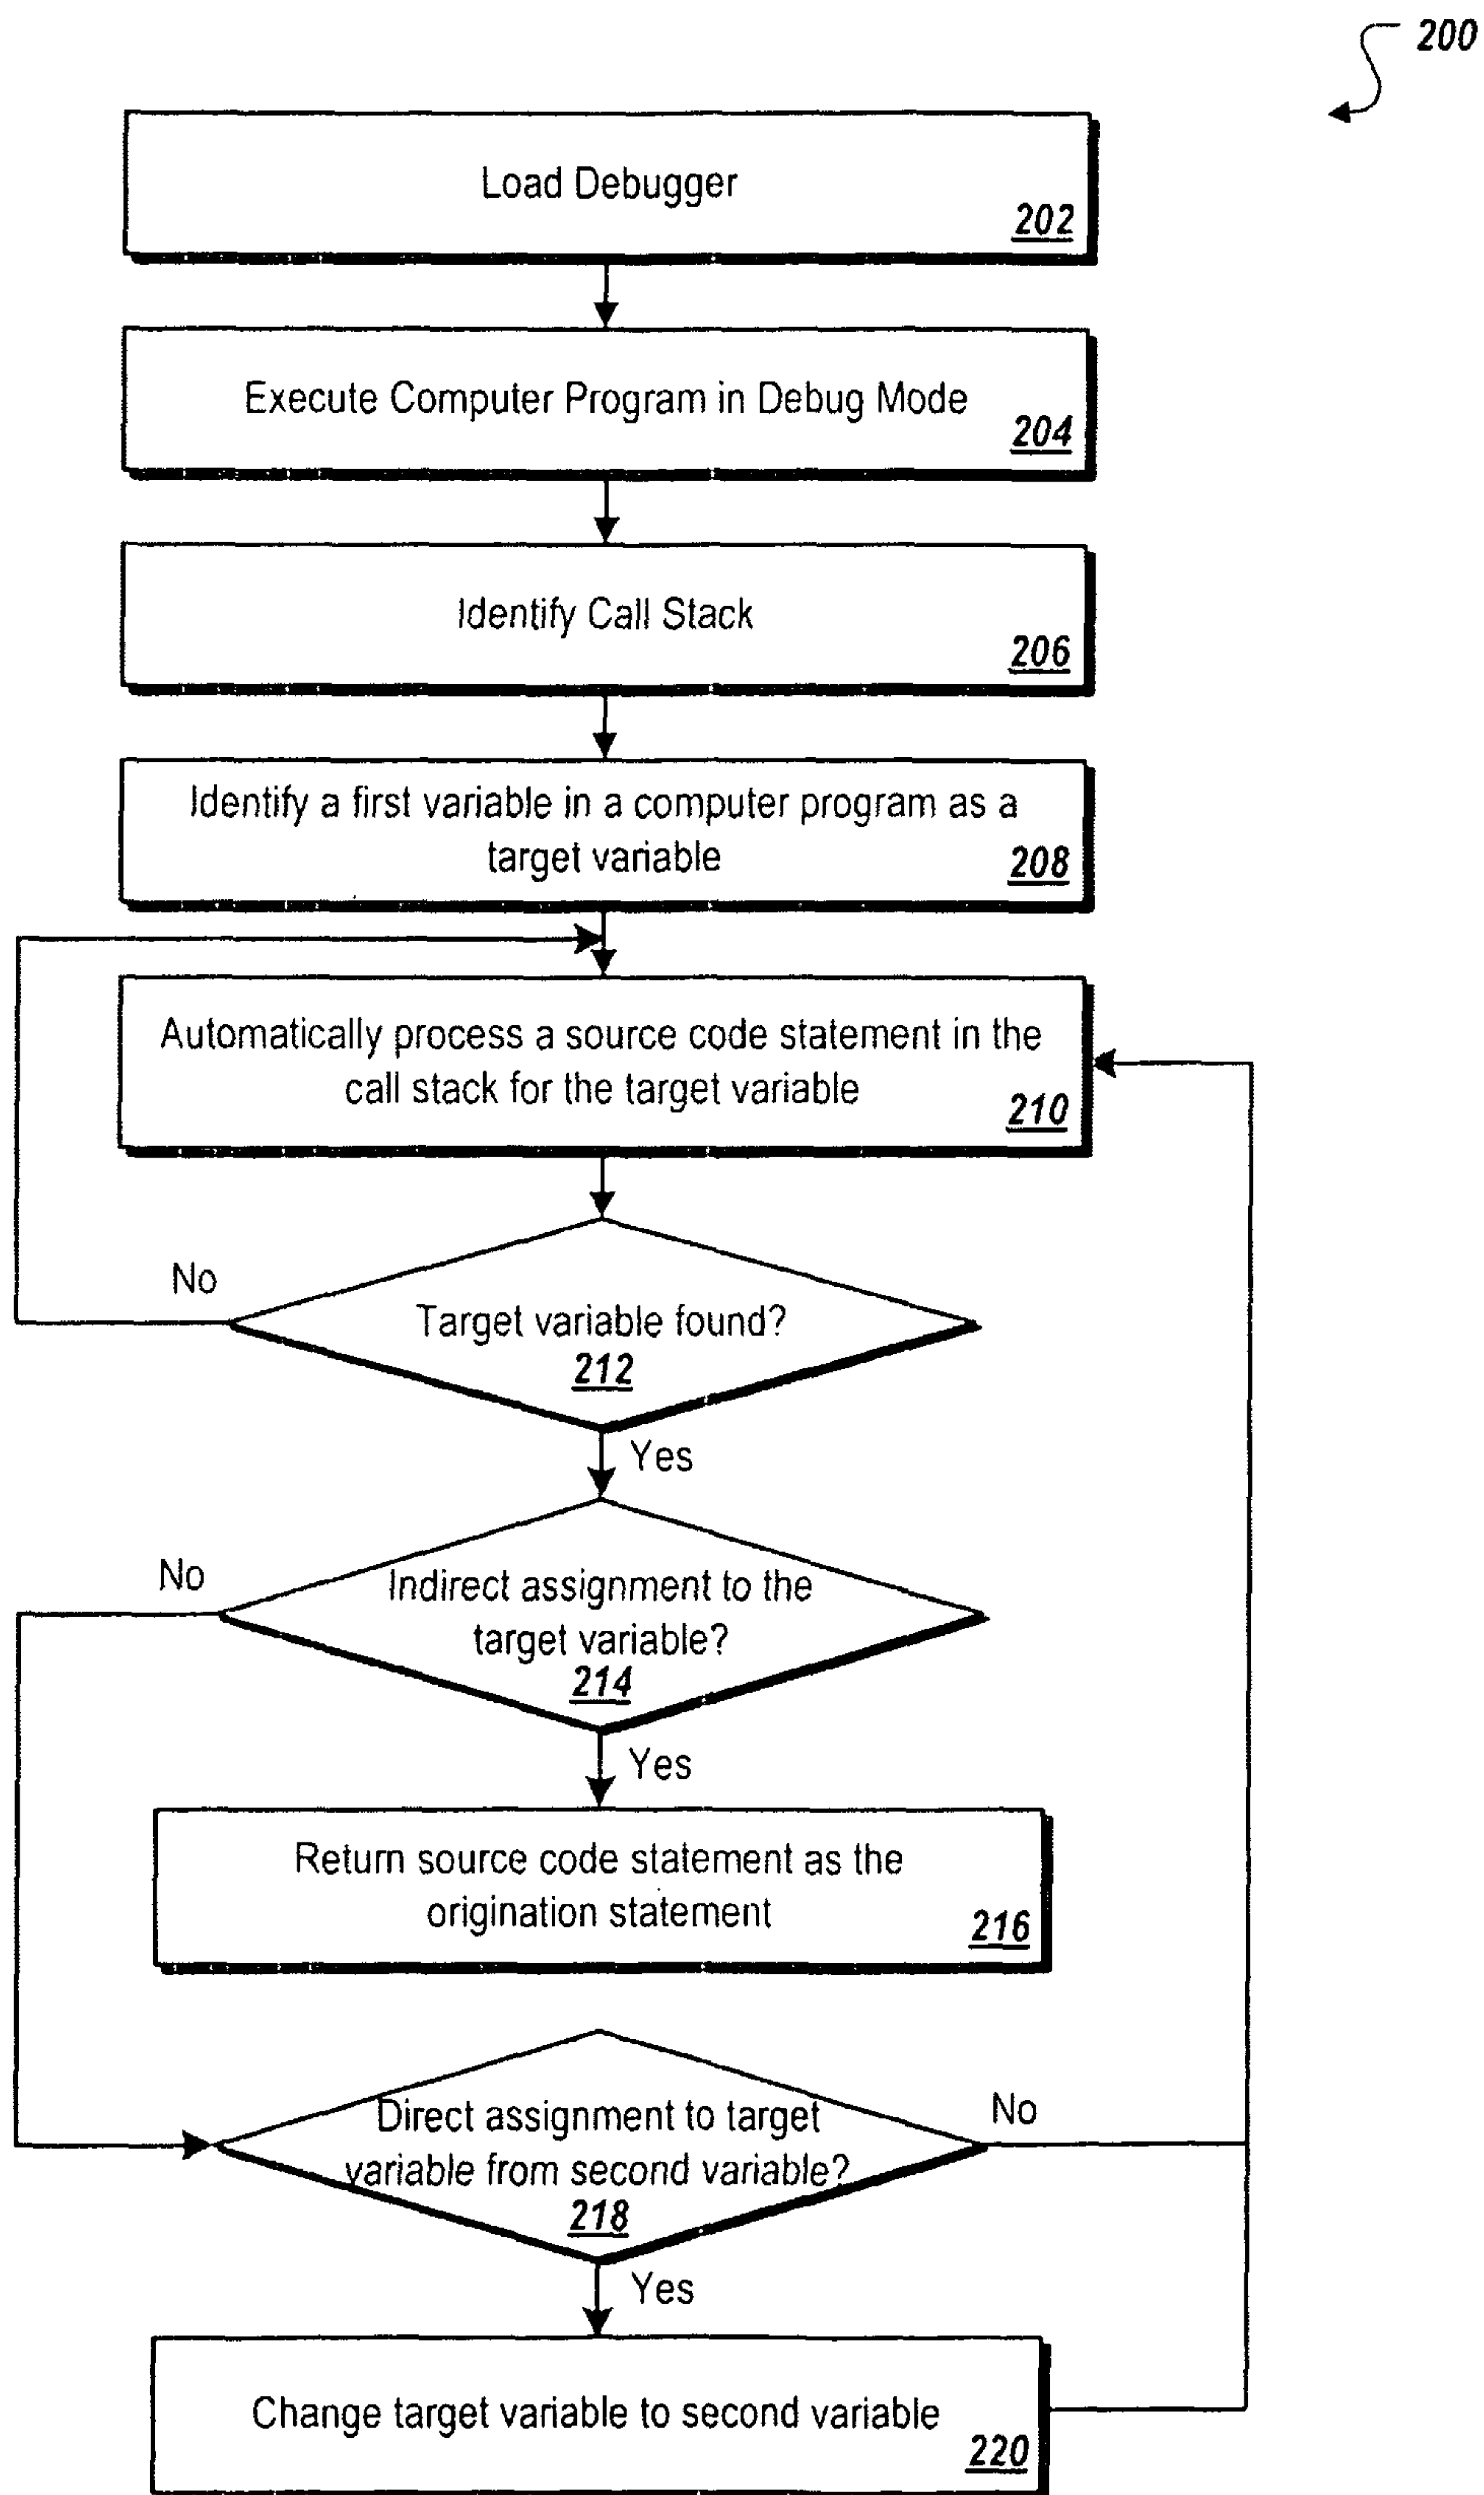 200
Load Debugger
202
Execute Computer Program in Debug Mode
204
Identify Call Stack
206
Identify a first variable in a computer program as a
target variable
208
Automatically process a source code statement in the
call stack for the target variable
210
No
Target variable found?
212
Yes
No
Indirect assignment to the
target variable?
214
Yes
Return source code statement as the
origination statement
216
Direct assignment to target
variable from second variable?
218
No
Yes
Change target variable to second variable
220